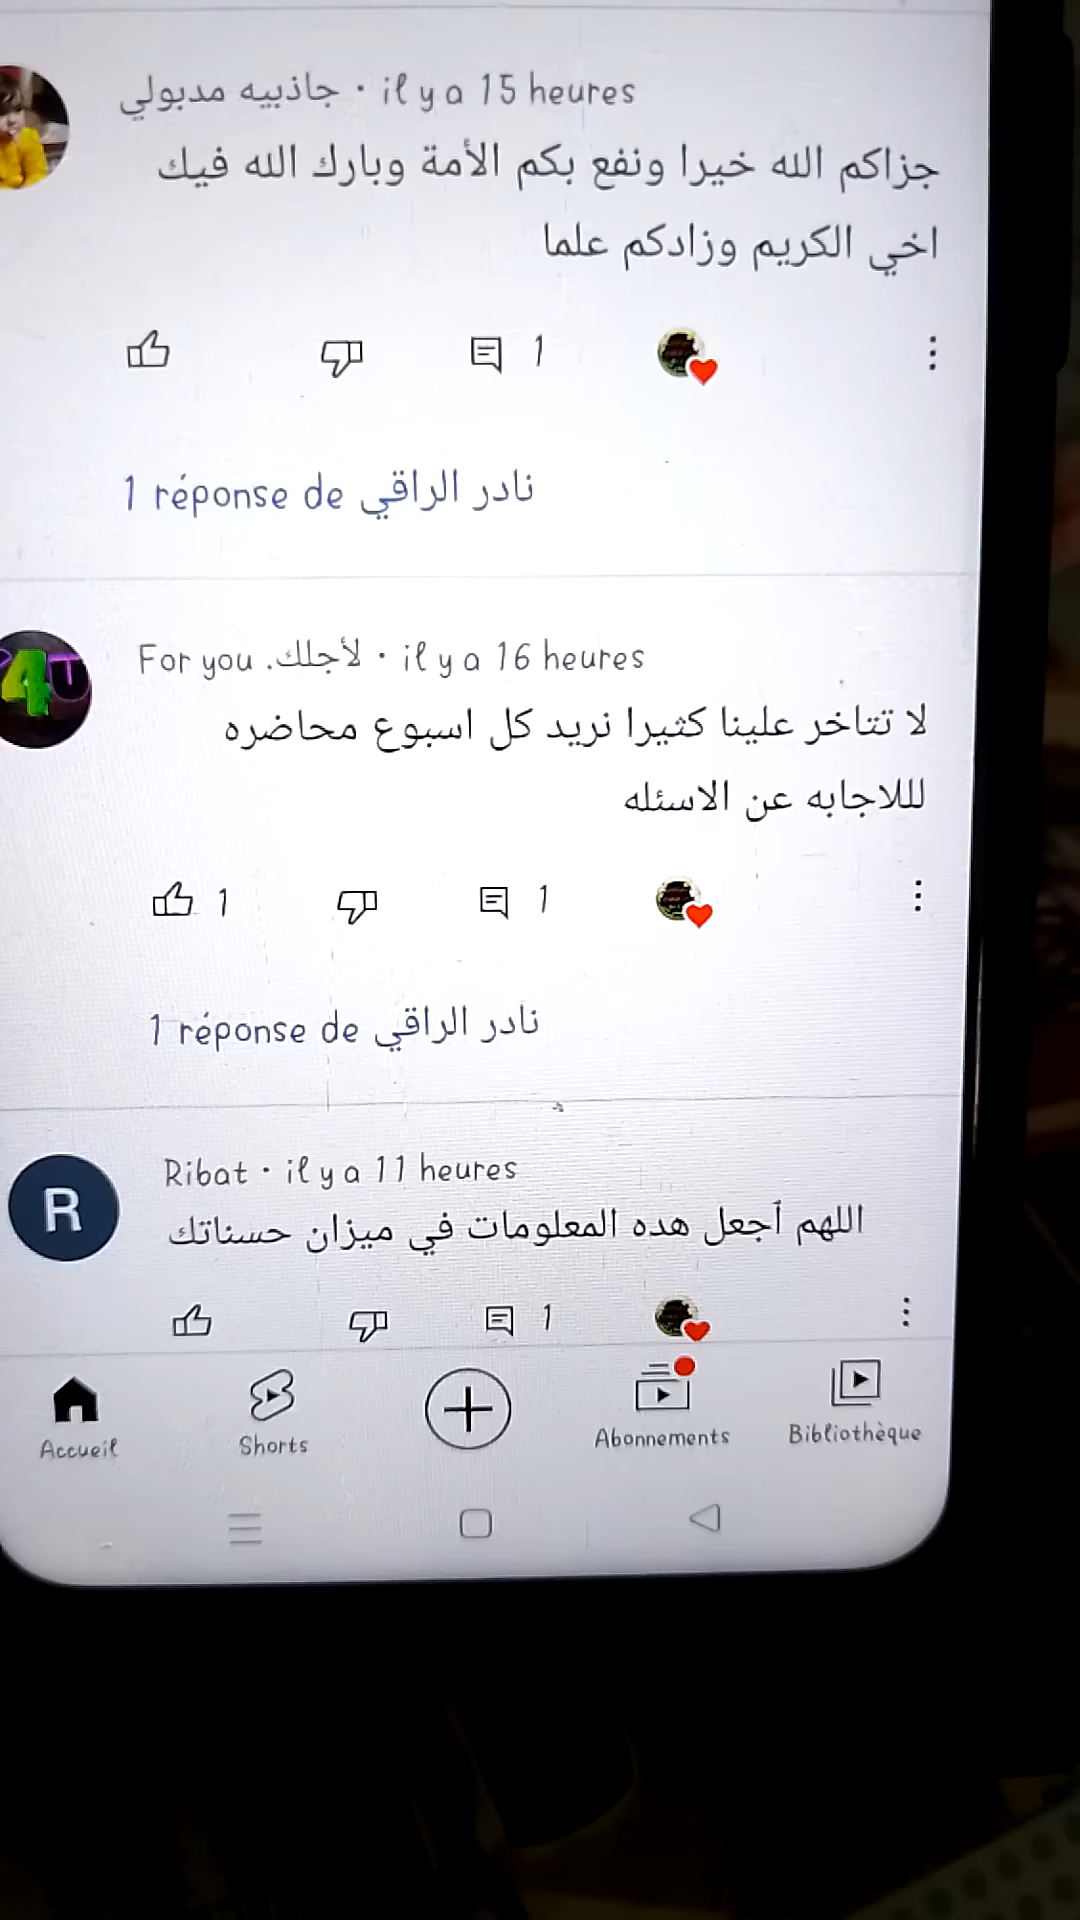 جاذبيه مدبولي · il y a 15 heures
جزاكم الله خيرا ونفع بكم الأمة وبارك الله فيك
اخي الكريم وزادكم علما
1
1 réponse de نادر الراقي
4U
For you .لأجلك · il y a 16 heures
لا تتاخر علينا كثيرا نريد كل اسبوع محاضره
لللاجابه عن الاسئله
1 1
1 réponse de نادر الراقي
R
Ribat · il y a 11 heures
اللهم أجعل هده المعلومات في ميزان حسناتك
1
Accueil Shorts Abonnements Bibliothèque